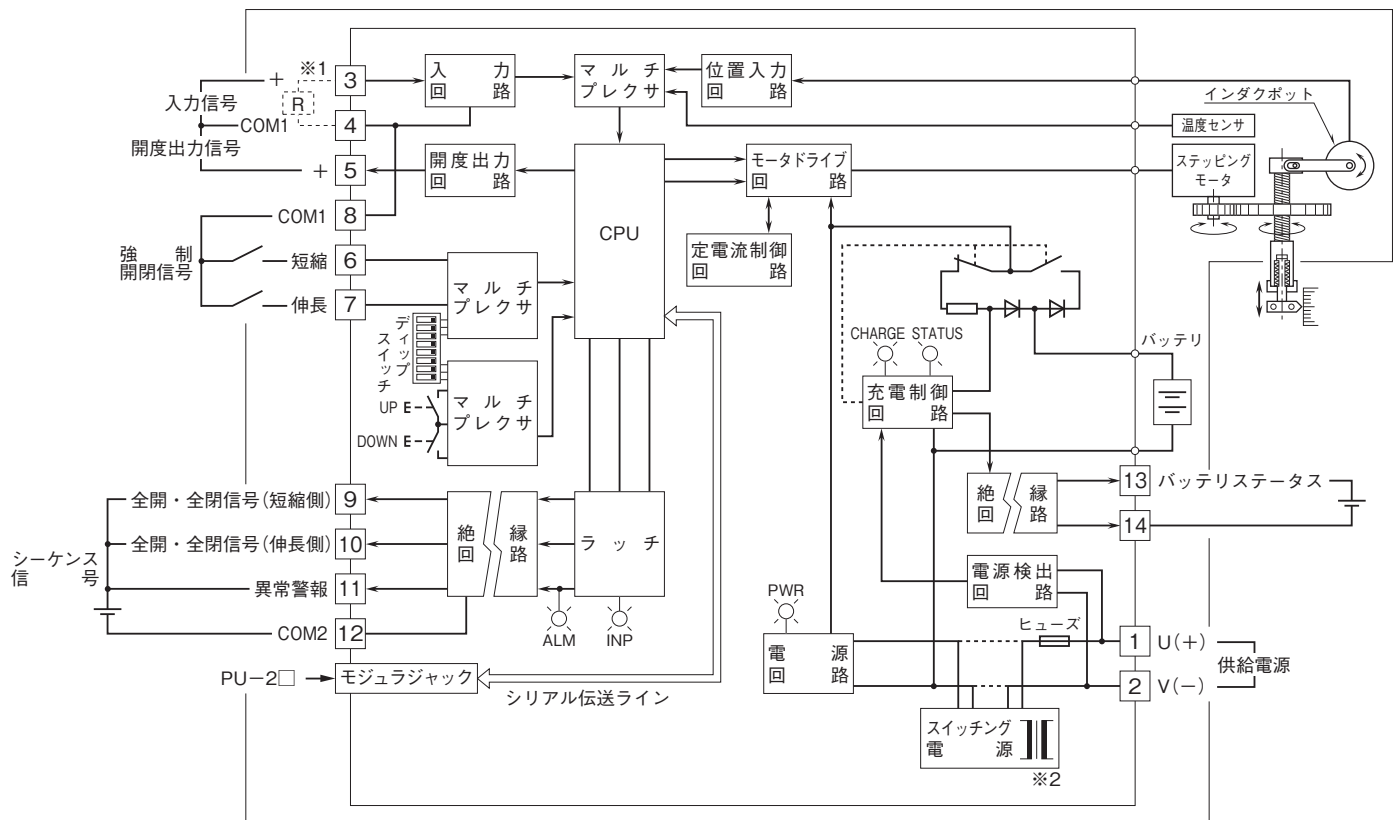 ※1
＋
3
入力信号
R
COM1
4
開度出力信号
＋
5
COM1
8
強制
開閉信号
短縮
6
伸長
7
入力
回路
マルチ
プレクサ
位置入力
回路
インダクポット
温度センサ
ステッピング
モータ
開度出力
回路
CPU
モータドライブ
回路
定電流制御
回路
マルチ
プレクサ
ディップ
スイッチ
マルチ
プレクサ
UP
DOWN
CHARGE STATUS
充電制御
回路
バッテリ
絶縁
回路
13 バッテリステータス
14
シーケンス
信号
全開・全閉信号(短縮側)
9
全開・全閉信号(伸長側)
10
異常警報
11
COM2
12
絶縁
回路
ラッチ
ALM
INP
PU－2□
モジュラジャック
シリアル伝送ライン
電源検出
回路
PWR
電源
回路
ヒューズ
1 U(＋)
供給電源
2 V(－)
スイッチング
電源
※2